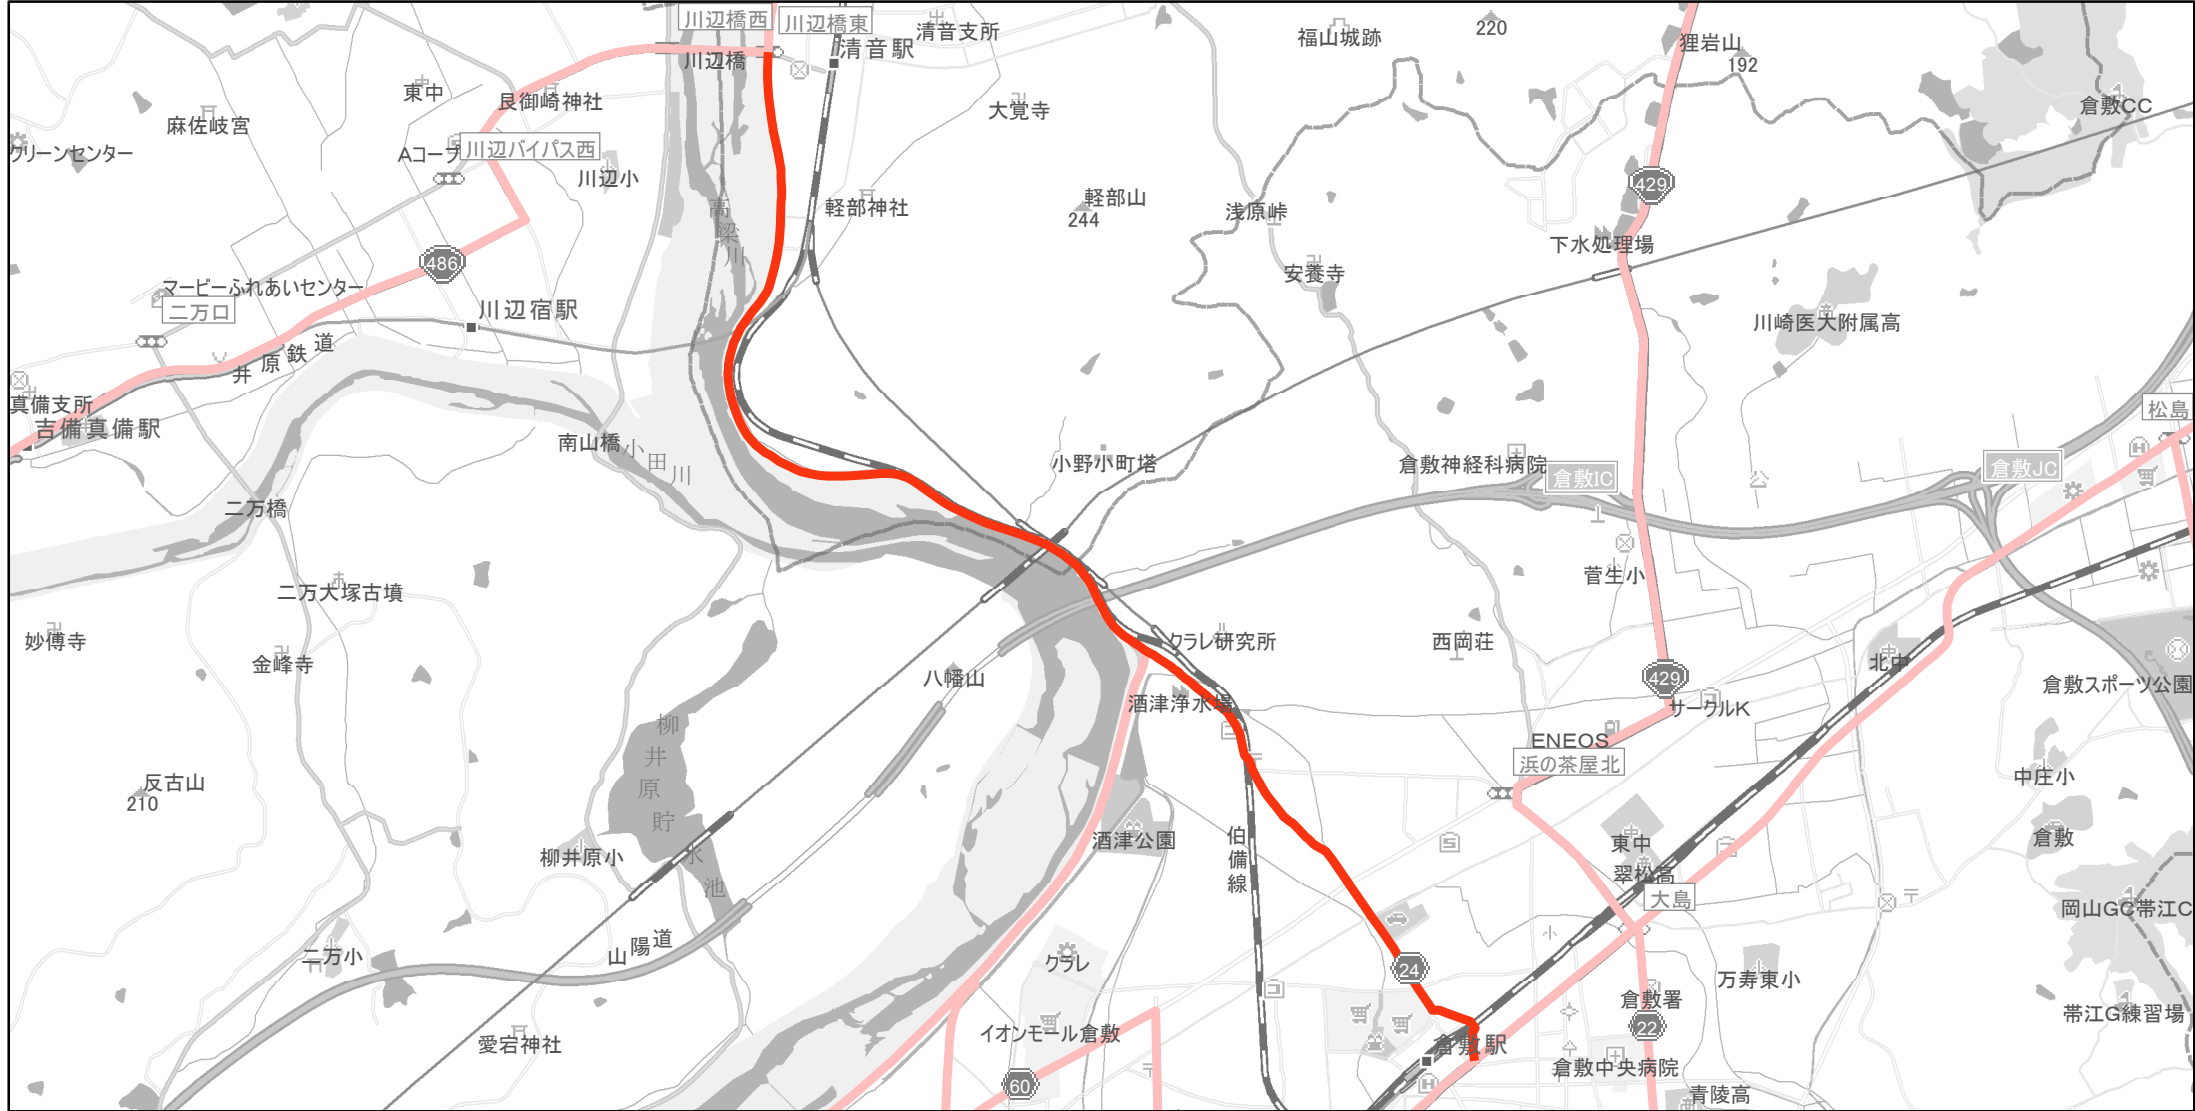 川辺橋西
川辺橋東
清音支所
清音駅
川辺橋
福山城跡
220
狸岩山
192
倉敷CC
東中
艮御崎神社
大覚寺
麻佐岐宮
クリーンセンター
Aコープ
川辺バイパス西
川辺小
429
軽部神社
軽部山
244
浅原峠
高
梁
川
下水処理場
安養寺
486
マービーふれあいセンター
二万口
川辺宿駅
川崎医大附属高
井
原
鉄
道
真備支所
吉備真備駅
松島
南山橋
小
田
川
小野小町塔
倉敷神経科病院
倉敷IC
倉敷JC
二万橋
菅生小
二万大塚古墳
妙傅寺
金峰寺
クラレ研究所
西岡荘
北中
八幡山
429
倉敷スポーツ公園
酒津浄水場
サークルK
柳
井
原
貯
水
池
ENEOS
浜の茶屋北
反古山
210
中庄小
酒津公園
伯
備
線
東中
倉敷
柳井原小
翠松高
大島
岡山GC帯江C
山
陽
道
二万小
クラレ
24
万寿東小
倉敷署
22
帯江G練習場
イオンモール倉敷
愛宕神社
倉敷駅
倉敷中央病院
60
青陵高